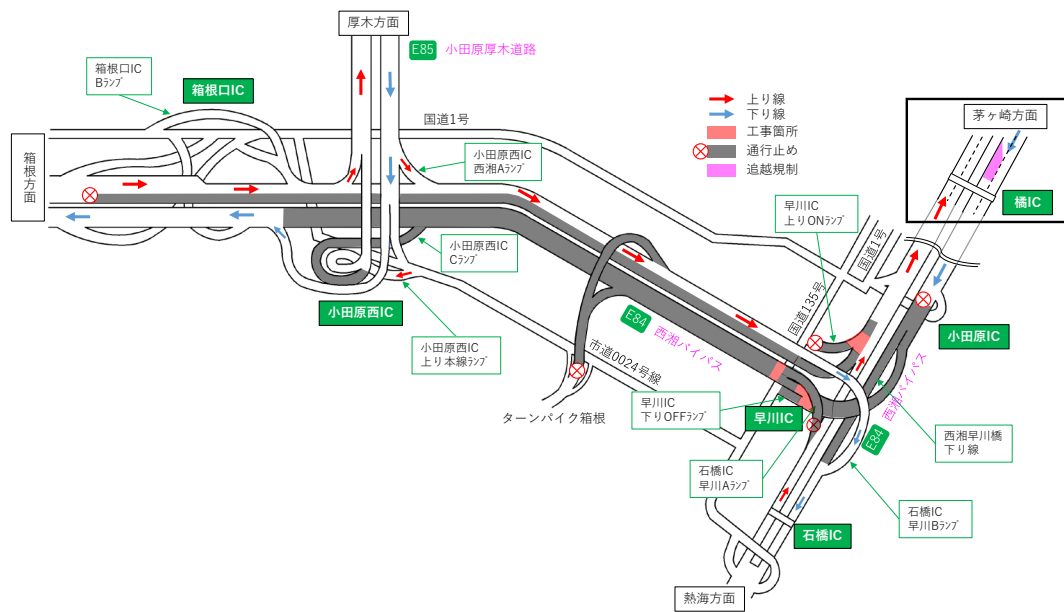 厚木方面
E85
小田原厚木道路
箱根口IC
Bﾗﾝﾌﾟ
箱根口IC
国道1号
上り線
下り線
工事箇所
通行止め
追越規制
茅ヶ崎方面
橘IC
箱根方面
小田原西IC
西湘Aﾗﾝﾌﾟ
早川IC
上りONﾗﾝﾌﾟ
国道1号
小田原西IC
Cﾗﾝﾌﾟ
国道135号
小田原西IC
小田原IC
E84
西湘バイパス
小田原西IC
上り本線ﾗﾝﾌﾟ
市道0024号線
西湘バイパス
E84
ターンパイク箱根
早川IC
下りOFFﾗﾝﾌﾟ
早川IC
西湘早川橋
下り線
石橋IC
早川Aﾗﾝﾌﾟ
石橋IC
早川Bﾗﾝﾌﾟ
石橋IC
熱海方面